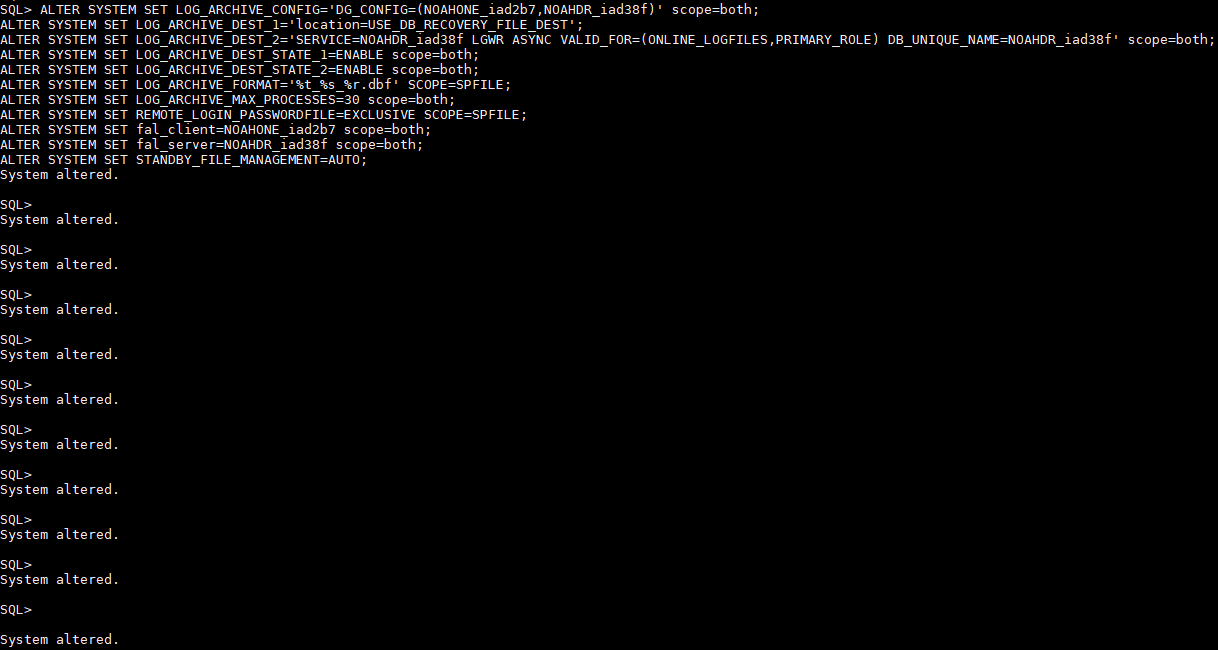 SQL> ALTER SYSTEM SET LOG_ARCHIVE_CONFIG='DG_CONFIG=(NOAHONE_iad2b7,NOAHDR_iad38f)' scope=both;
ALTER SYSTEM SET LOG_ARCHIVE_DEST_1='location=USE_DB_RECOVERY_FILE_DEST';
ALTER SYSTEM SET LOG_ARCHIVE_DEST_2='SERVICE=NOAHDR_iad38f LGWR ASYNC VALID_FOR=(ONLINE_LOGFILES,PRIMARY_ROLE) DB_UNIQUE_NAME=NOAHDR_iad38f' scope=both;
ALTER SYSTEM SET LOG_ARCHIVE_DEST_STATE_1=ENABLE scope=both;
ALTER SYSTEM SET LOG_ARCHIVE_DEST_STATE_2=ENABLE scope=both;
ALTER SYSTEM SET LOG_ARCHIVE_FORMAT='%t_%s_%r.dbf' SCOPE=SPFILE;
ALTER SYSTEM SET LOG_ARCHIVE_MAX_PROCESSES=30 scope=both;
ALTER SYSTEM SET REMOTE_LOGIN_PASSWORDFILE=EXCLUSIVE SCOPE=SPFILE;
ALTER SYSTEM SET fal_client=NOAHONE_iad2b7 scope=both;
ALTER SYSTEM SET fal_server=NOAHDR_iad38f scope=both;
ALTER SYSTEM SET STANDBY_FILE_MANAGEMENT=AUTO;
System altered.
SQL>
System altered.
SQL>
System altered.
SQL>
System altered.
SQL>
System altered.
SQL>
System altered.
SQL>
System altered.
SQL>
System altered.
SQL>
System altered.
SQL>
System altered.
SQL>
System altered.